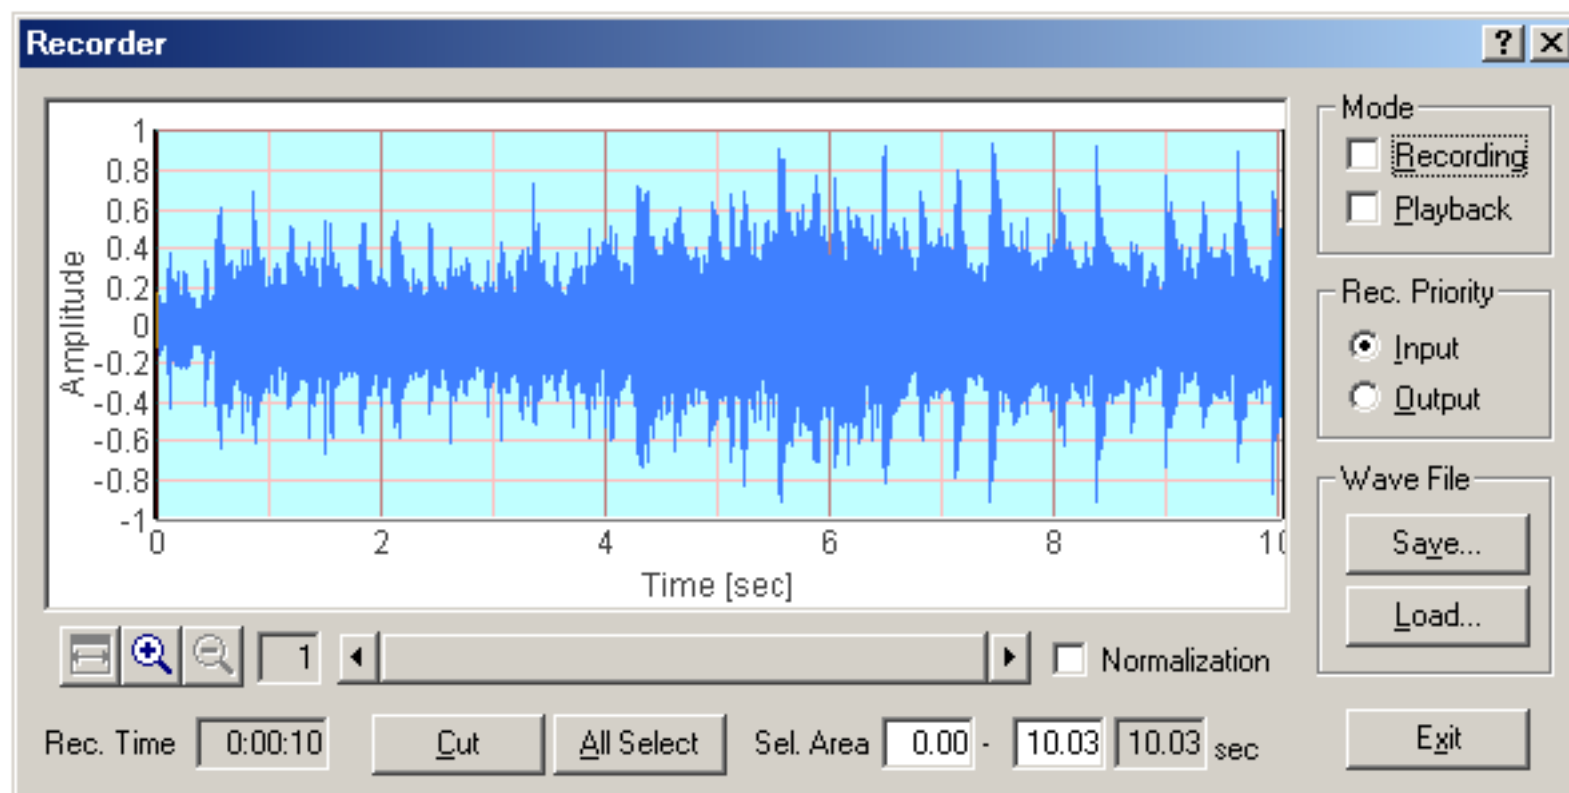 Recorder
Mode
Recording
Playback
Rec. Priority
Input
Output
Wave File
Save...
Load...
Exit
Amplitude
1
0.8
0.6
0.4
0.2
0
-0.2
-0.4
-0.6
-0.8
-1
0 2 4 6 8 10
Time [sec]
1
Normalization
Rec. Time 0:00:10 Cut All Select Sel. Area 0.00 - 10.03 10.03 sec